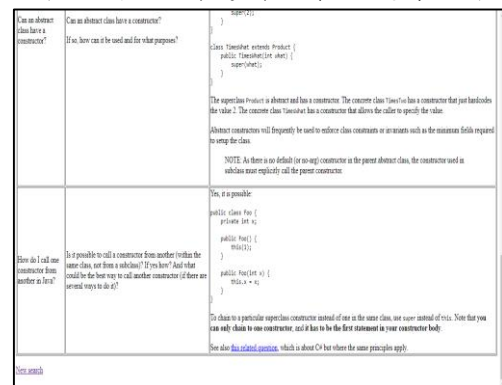 Can an abstract
class have a
constructor?
Can an abstract class have a constructor?
If so, how can it be used and for what purposes?
super(2);
}
}
class TimesWhat extends Product {
public TimesWhat(int what) {
super(what);
}
}
The superclass Product is abstract and has a constructor. The concrete class TimesTwo has a constructor that just hardcodes
the value 2. The concrete class TimesWhat has a constructor that allows the caller to specify the value.
Abstract constructors will frequently be used to enforce class constraints or invariants such as the minimum fields required
to setup the class.
NOTE: As there is no default (or no-arg) constructor in the parent abstract class, the constructor used in
subclass must explicitly call the parent constructor.
How do I call one
constructor from
another in Java?
Is it possible to call a constructor from another (within the
same class, not from a subclass)? If yes how? And what
could be the best way to call another constructor (if there are
several ways to do it)?
Yes, it is possible:
public class Foo {
private int x;
public Foo() {
this(1);
}
public Foo(int x) {
this.x = x;
}
}
To chain to a particular superclass constructor instead of one in the same class, use super instead of this. Note that you
can only chain to one constructor, and it has to be the first statement in your constructor body.
See also this related question, which is about C# but where the same principles apply.
New search